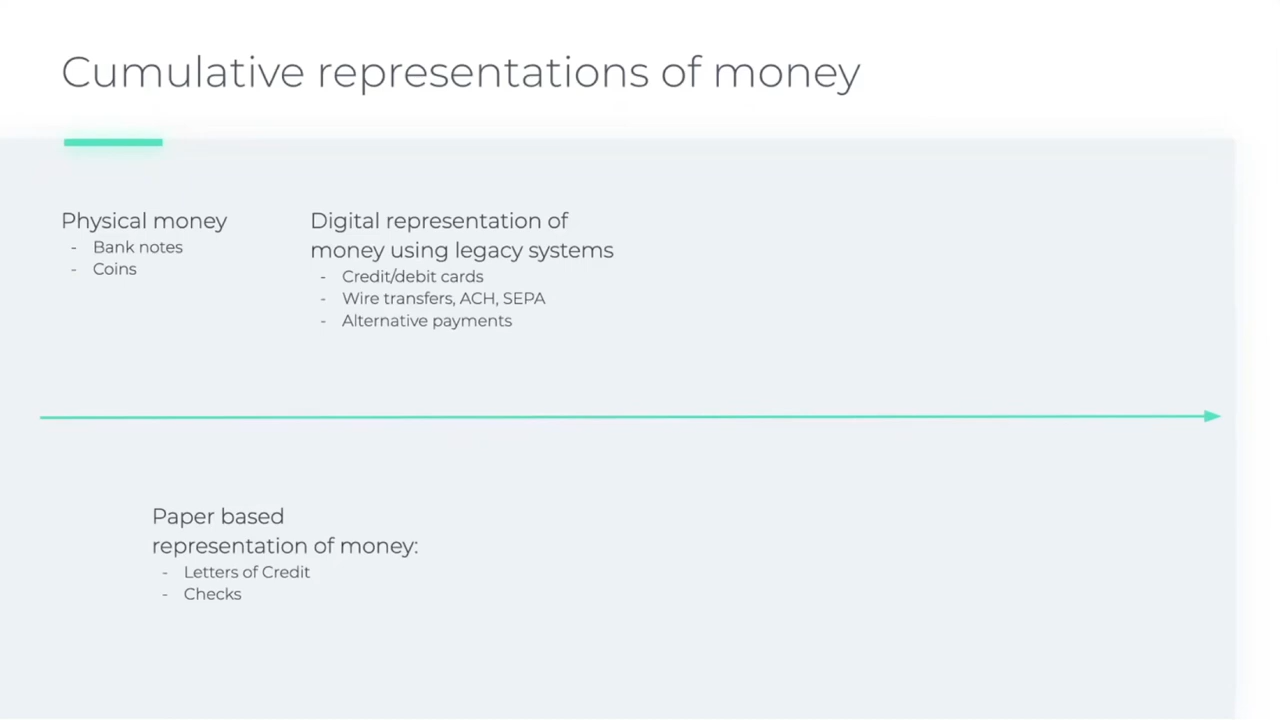 Cumulative representations of money
Physical money
- Bank notes
- Coins
Digital representation of
money using legacy systems
- Credit/debit cards
- Wire transfers, ACH, SEPA
- Alternative payments
Paper based
representation of money:
- Letters of Credit
- Checks